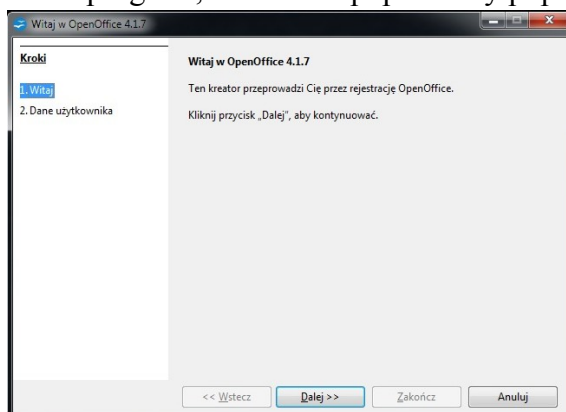 Witaj w OpenOffice 4.1.7
Kroki
1. Witaj
2. Dane użytkownika
Witaj w OpenOffice 4.1.7
Ten kreator przeprowadzi Cię przez rejestrację OpenOffice.
Kliknij przycisk „Dalej”, aby kontynuować.
<< Wstecz
Dalej >>
Zakończ
Anuluj